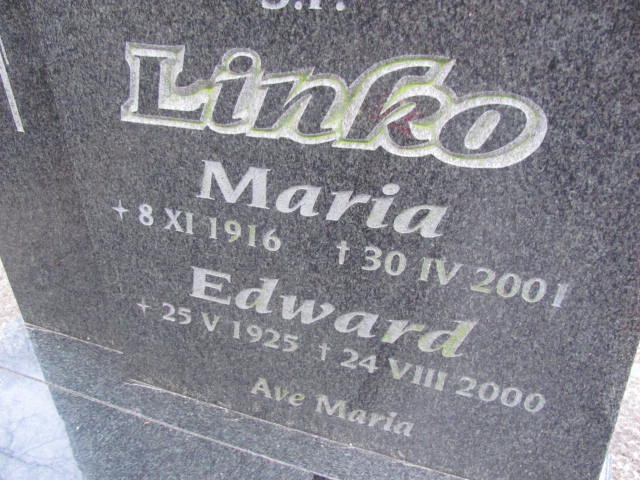 Ś.P.
Linko
Maria
+ 8 XI 1916 † 30 IV 2001
Edward
+ 25 V 1925 † 24 VIII 2000
Ave Maria